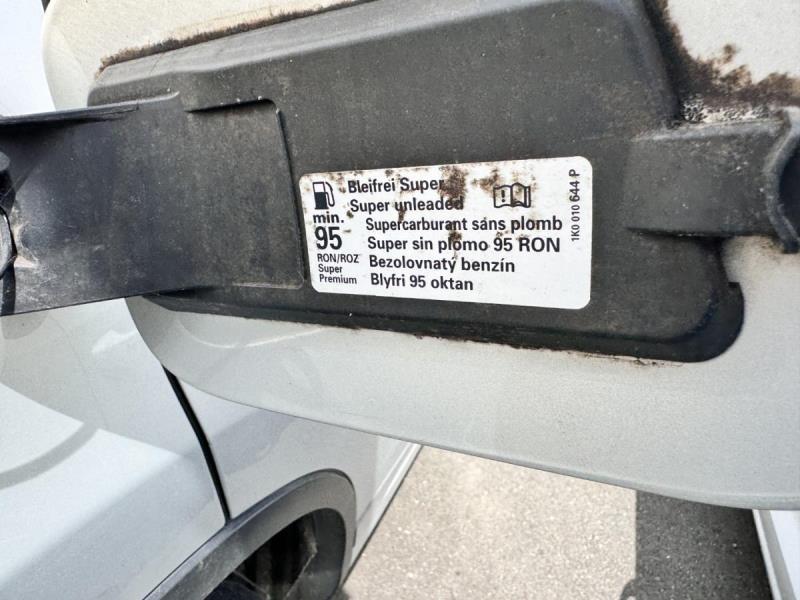 Bleifrei Super
Super unleaded
Supercarburant sans plomb
Super sin plomo 95 RON
Bezolovnatý benzín
Blyfri 95 oktan
min.
95
RON/ROZ
Super
Premium
1K0 010 644 P